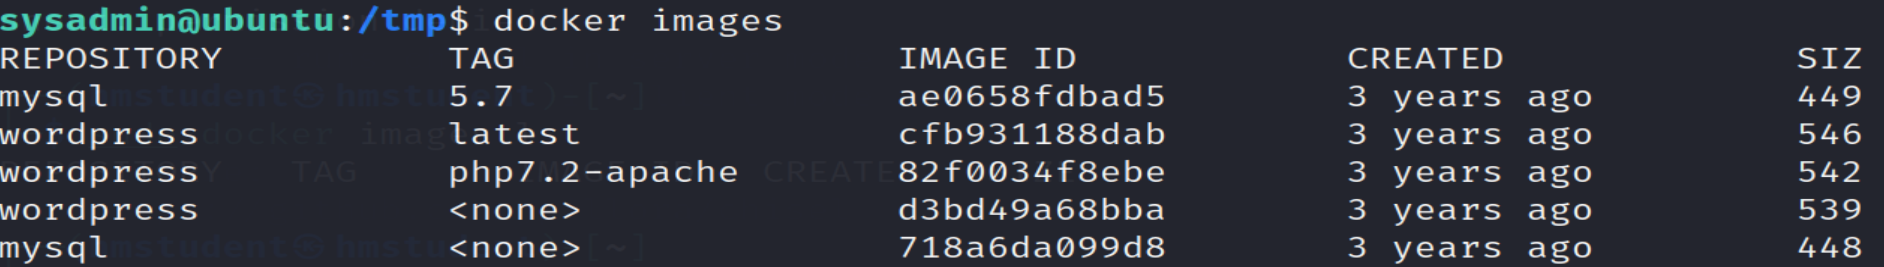 sysadmin@ubuntu:/tmp$ docker images
REPOSITORY TAG IMAGE ID CREATED SIZ
mysql 5.7 ae0658fdbad5 3 years ago 449
wordpress latest cfb931188dab 3 years ago 546
wordpress php7.2-apache 82f0034f8ebe 3 years ago 542
wordpress <none> d3bd49a68bba 3 years ago 539
mysql <none> 718a6da099d8 3 years ago 448